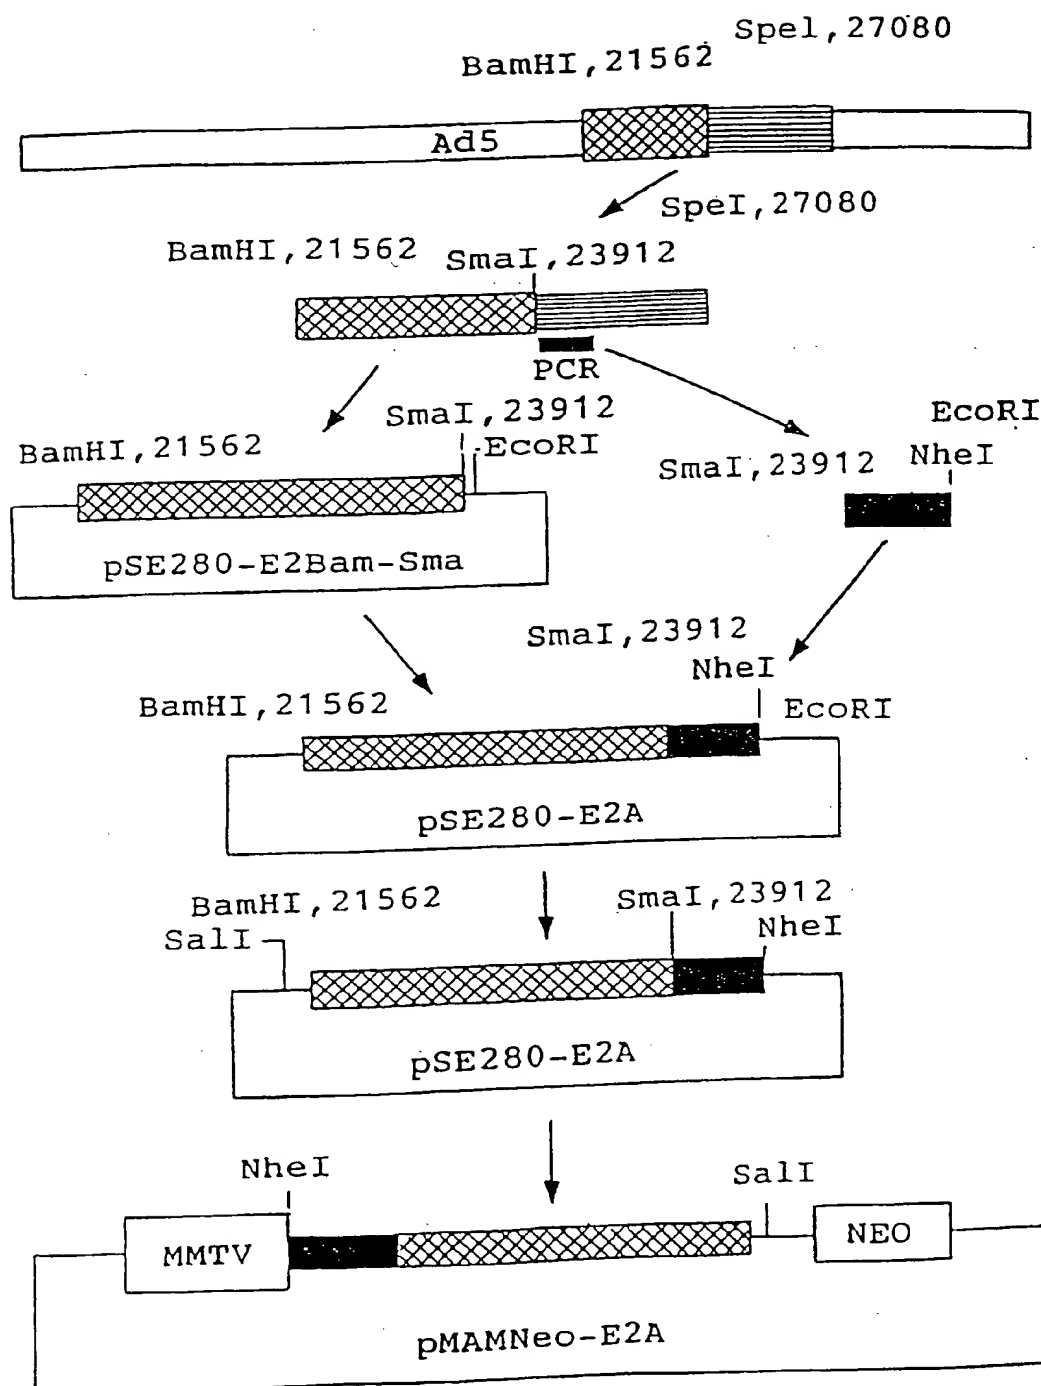 SpeI,27080
BamHI,21562
Ad5
SpeI,27080
BamHI,21562
SmaI,23912
PCR
SmaI,23912
EcoRI
BamHI,21562
EcoRI
NheI
SmaI,23912
pSE280-E2Bam-Sma
SmaI,23912
NheI
BamHI,21562
EcoRI
pSE280-E2A
BamHI,21562
SmaI,23912
SalI
NheI
pSE280-E2A
NheI
SalI
MMTV
NEO
pMAMNeo-E2A